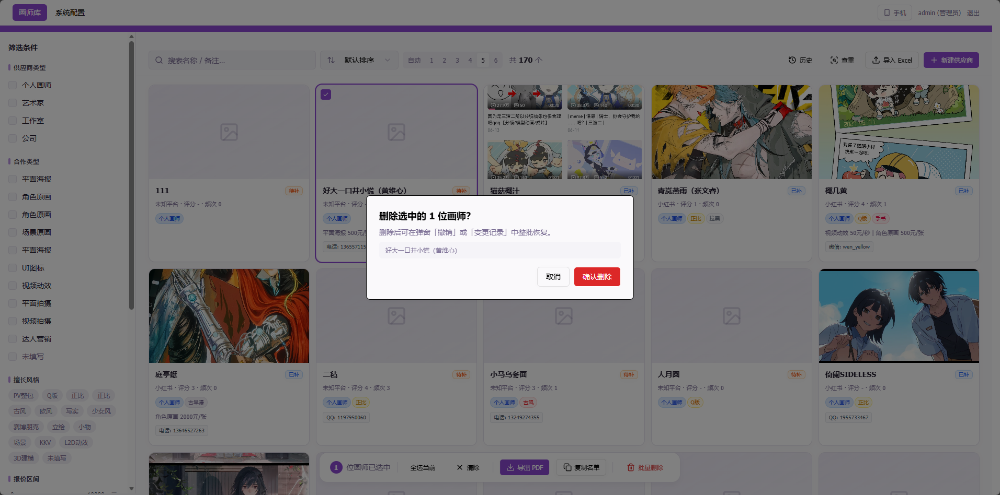 画师库
系统配置
手机
admin (管理员)
退出
筛选条件
供应商类型
个人画师
艺术家
工作室
公司
合作类型
平面海报
角色原画
角色原画
场景原画
平面海报
UI图标
视频动效
平面拍摄
视频拍摄
达人营销
未填写
擅长风格
PV整包 Q版 正比 正比
古风 欧风 写实 少女风
赛博朋克 立绘 小物
场景 KKV L2D动效
3D建模 未填写
报价区间
搜索名称 / 备注...
默认排序
自动 1 2 3 4 5 6
共 170 个
历史
查重
导入 Excel
新建供应商
111
待补
未知平台 · 评分 - · 频次 0
个人画师
好大一口井小慌（黄维心）
待补
未知平台 · 评分 -
个人画师
平面海报 500元/
电话: 136557115
27.9万 50 00:30
因为是三渲二所以分镜抽象也很合理
吧qaq【分镜/模型动画/成片】
06-13
38.3万 140 00:30
| meme | 洛恩 | 骑士，你会守护我的
……吧？ | 三渲二 |
06-11
35.2万 143 01:01
97.8万 552 01:01
猫菇椰汁
已补
青岚燕雨（张文睿）
已补
小红书 · 评分 1 · 频次 0
个人画师 正比 拉黑
2021.05.01
我买了糖醋小排
快来一起吃！
椰几黄
已补
小红书 · 评分 4 · 频次 1
个人画师 Q版 手书
视频动效 50元/秒 | 角色原画 500元/张
微信: wen_yellow
删除选中的 1 位画师？
删除后可在弹窗「撤销」或「变更记录」中整批恢复。
好大一口井小慌（黄维心）
取消
确认删除
庭亭蜓
已补
小红书 · 评分 3 · 频次 0
个人画师 古早漫
角色原画 2000元/张
电话: 13646527263
二毡
待补
未知平台 · 评分 4 · 频次 3
个人画师 正比
QQ: 1197950060
小马乌冬面
待补
未知平台 · 评分 3 · 频次 1
个人画师 古风
电话: 13249274355
人月圆
待补
未知平台 · 评分 - · 频次 0
个人画师 Q版
倚阑SIDELESS
已补
小红书 · 评分 - · 频次 0
个人画师 正比
QQ: 1955733467
1 位画师已选中
全选当前
清除
导出 PDF
复制名单
批量删除